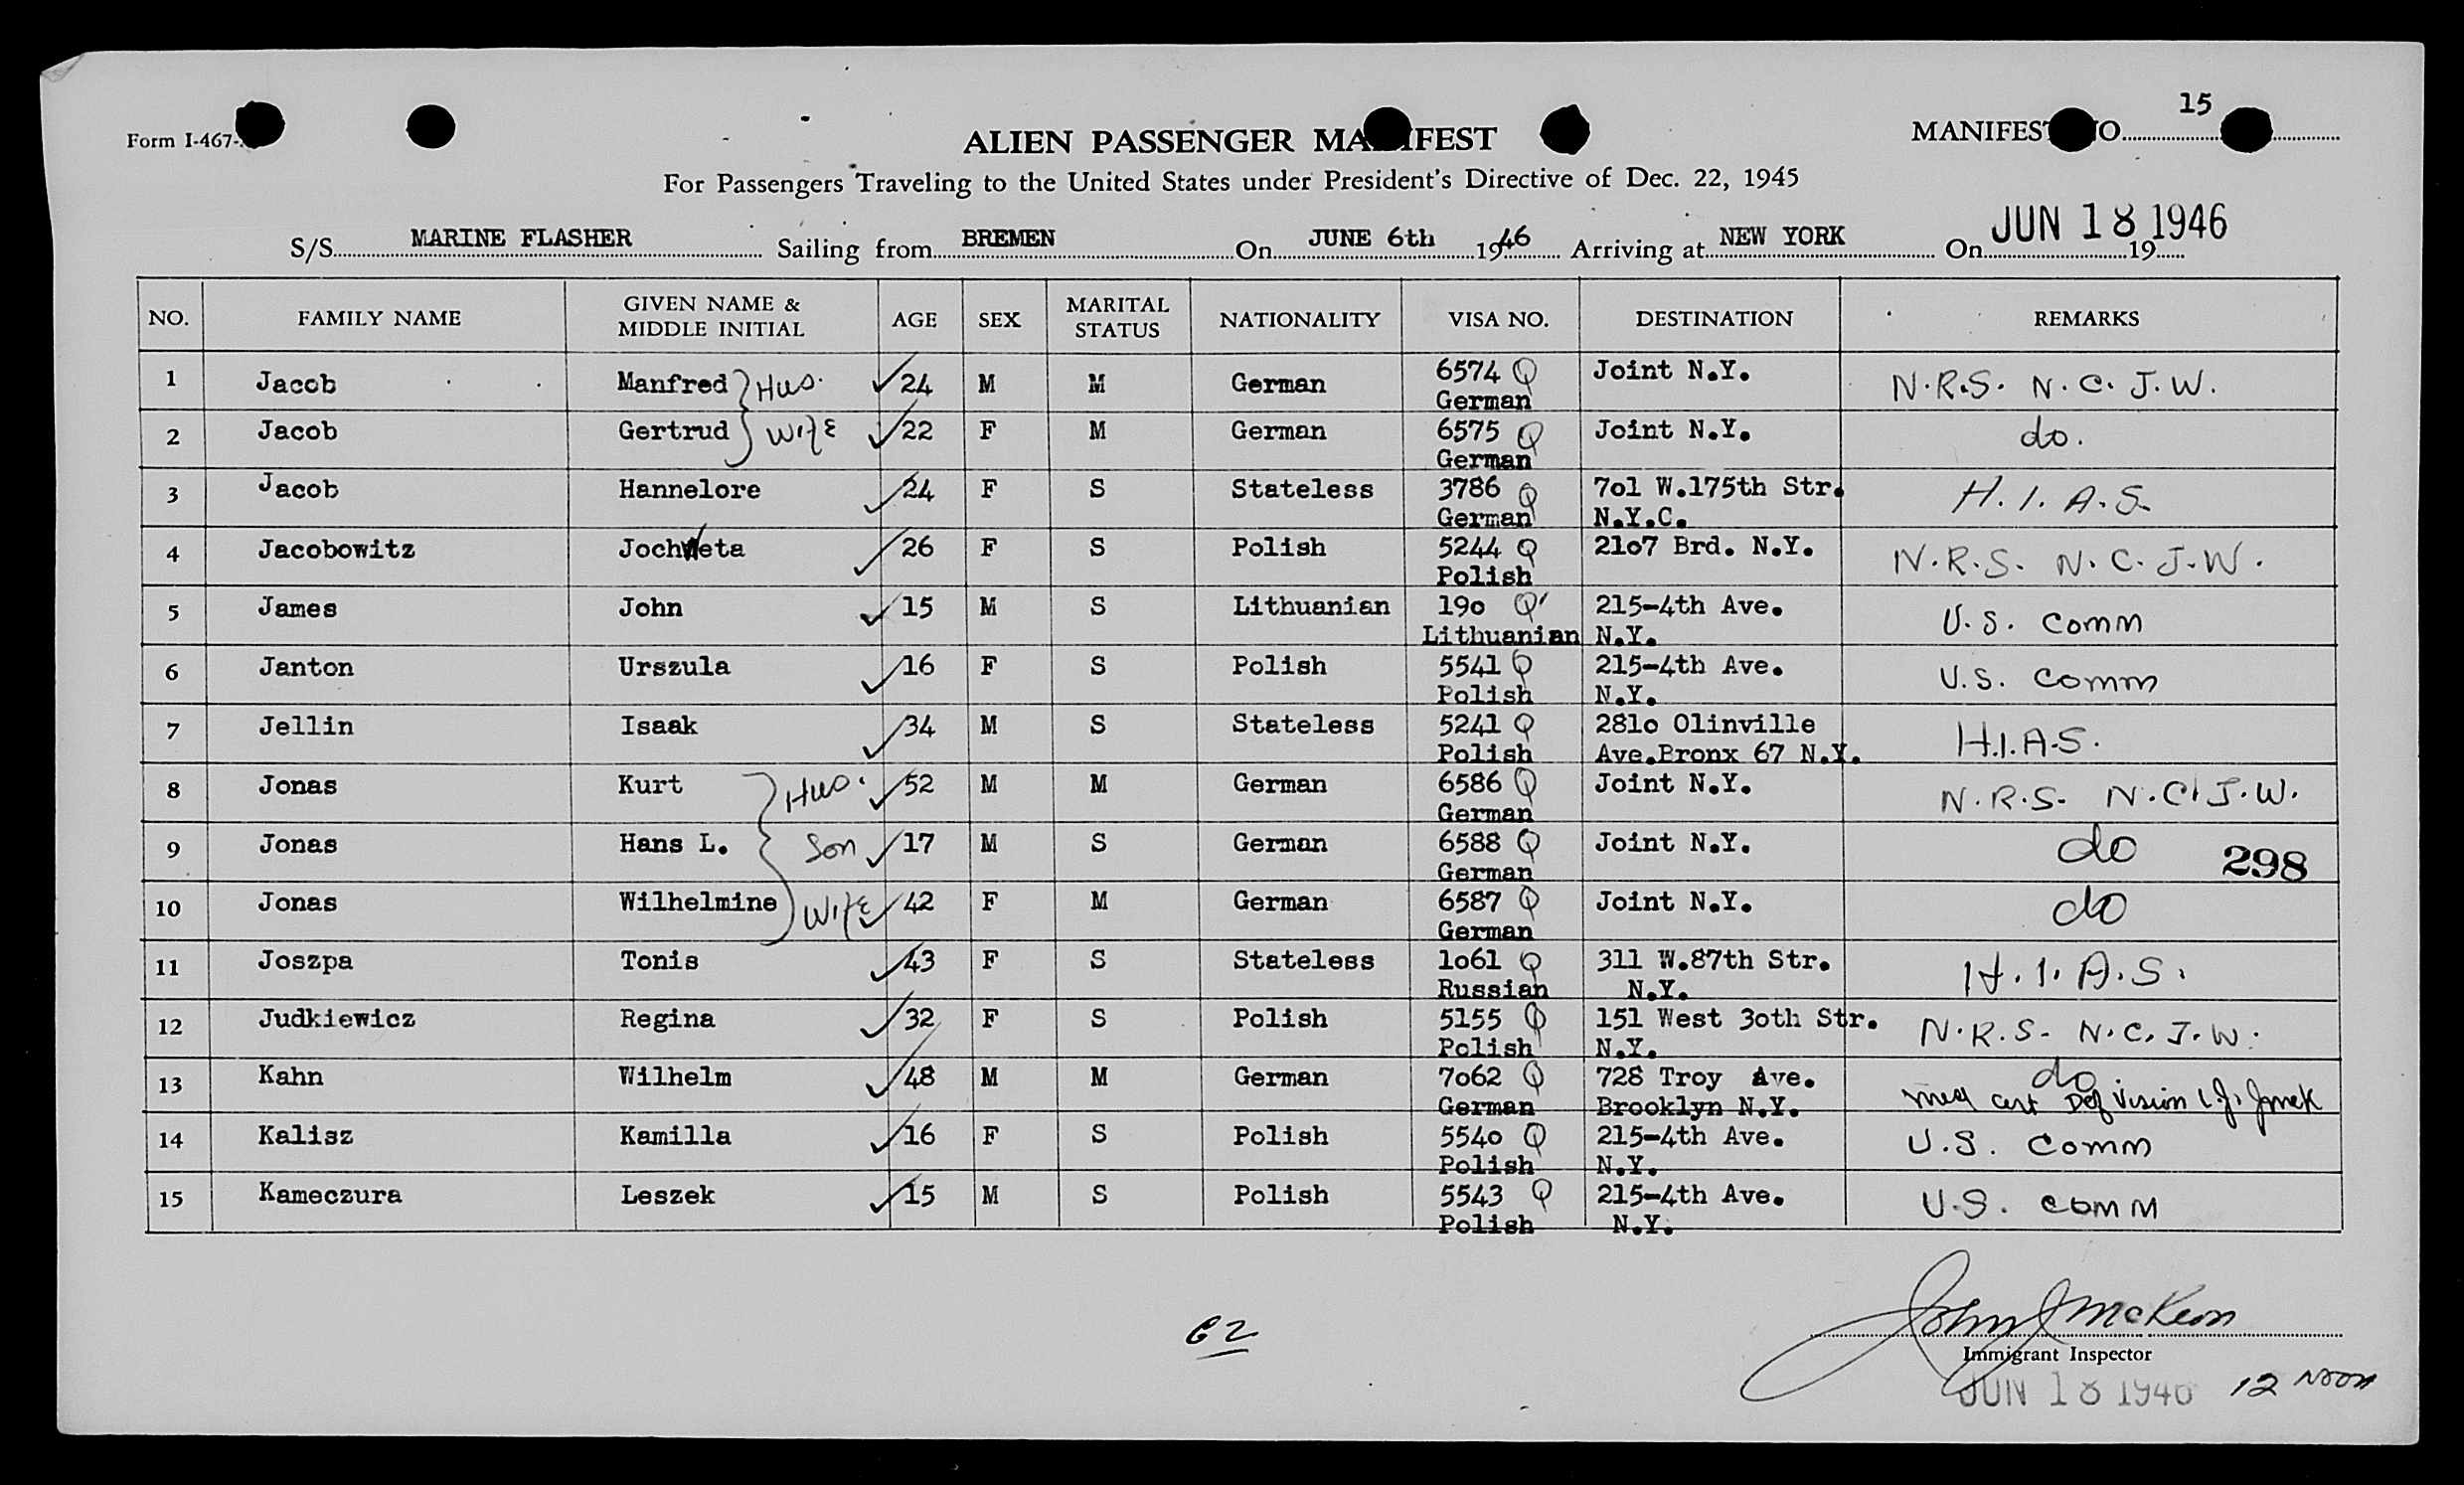 15
Form I-467-
ALIEN PASSENGER MA IFEST
MANIFEST O
For Passengers Traveling to the United States under President's Directive of Dec. 22, 1945
S/S MARINE FLASHER Sailing from BREMEN On JUNE 6th 1946 Arriving at NEW YORK On JUN 18 1946 19
NO. FAMILY NAME GIVEN NAME & MIDDLE INITIAL AGE SEX MARITAL STATUS NATIONALITY VISA NO. DESTINATION REMARKS
1 Jacob Manfred Hus. 24 M M German 6574 Q German Joint N.Y. N.R.S. N.C.J.W.
2 Jacob Gertrud Wife 22 F M German 6575 Q German Joint N.Y. do.
3 Jacob Hannelore 24 F S Stateless 3786 Q German 7o1 W.175th Str. N.Y.C. H.I.A.S.
4 Jacobowitz Jochweta 26 F S Polish 5244 Q Polish 21o7 Brd. N.Y. N.R.S. N.C.J.W.
5 James John 15 M S Lithuanian 19o Q Lithuanian 215-4th Ave. N.Y. U.S. Comm
6 Janton Urszula 16 F S Polish 5541 Q Polish 215-4th Ave. N.Y. U.S. Comm
7 Jellin Isaak 34 M S Stateless 5241 Q Polish 281o Olinville Ave.Bronx 67 N.Y. H.I.A.S.
8 Jonas Kurt Hus. 52 M M German 6586 Q German Joint N.Y. N.R.S. N.C.J.W.
9 Jonas Hans L. Son 17 M S German 6588 Q German Joint N.Y. do 298
10 Jonas Wilhelmine Wife 42 F M German 6587 Q German Joint N.Y. do
11 Joszpa Tonis 43 F S Stateless 1o61 Q Russian 311 W.87th Str. N.Y. H.I.A.S.
12 Judkiewicz Regina 32 F S Polish 5155 Q Polish 151 West 3oth Str. N.Y. N.R.S. N.C.J.W.
13 Kahn Wilhelm 48 M M German 7o62 Q German 728 Troy Ave. Brooklyn N.Y. do med cert Def Vision
14 Kalisz Kamilla 16 F S Polish 554o Q Polish 215-4th Ave. N.Y. U.S. Comm
15 Kameczura Leszek 15 M S Polish 5543 Q Polish 215-4th Ave. N.Y. U.S. Comm
John J McKeon
Immigrant Inspector
JUN 18 1946 12 Noon